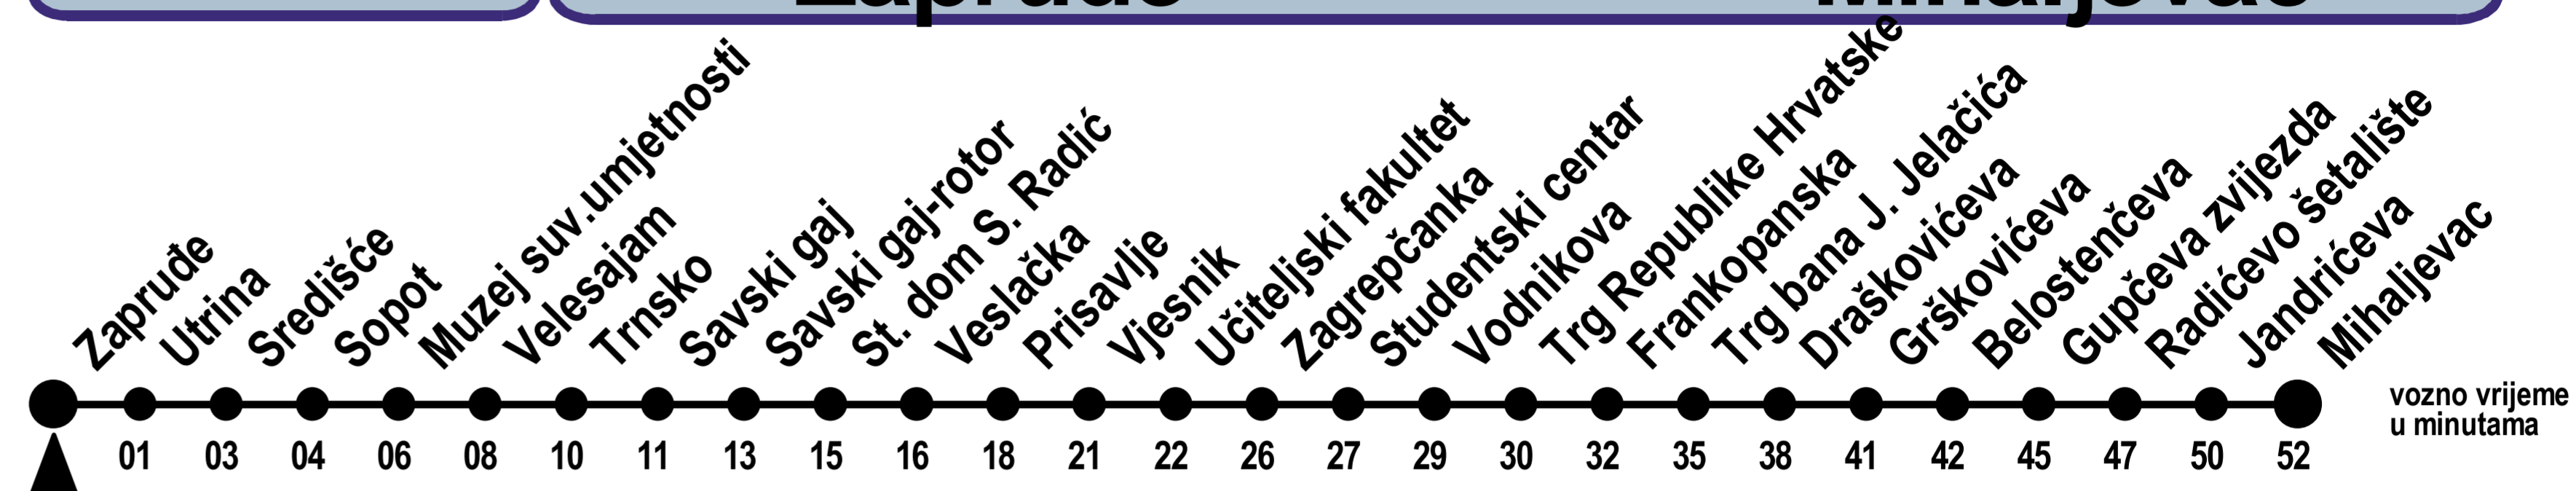 Zapruđe
Mihaljevac
Zapruđe
Utrina
Središće
Sopot
Muzej suv.umjetnosti
Velesajam
Trnsko
Savski gaj
Savski gaj-rotor
St. dom S. Radić
Veslačka
Prisavlje
Vjesnik
Učiteljski fakultet
Zagrepčanka
Studentski centar
Vodnikova
Trg Republike Hrvatske
Frankopanska
Trg bana J. Jelačića
Draškovićeva
Grškovićeva
Belostenčeva
Gupčeva zvijezda
Radićevo šetalište
Jandrićeva
Mihaljevac
01 03 04 06 08 10 11 13 15 16 18 21 22 26 27 29 30 32 35 38 41 42 45 47 50 52
vozno vrijeme
u minutama